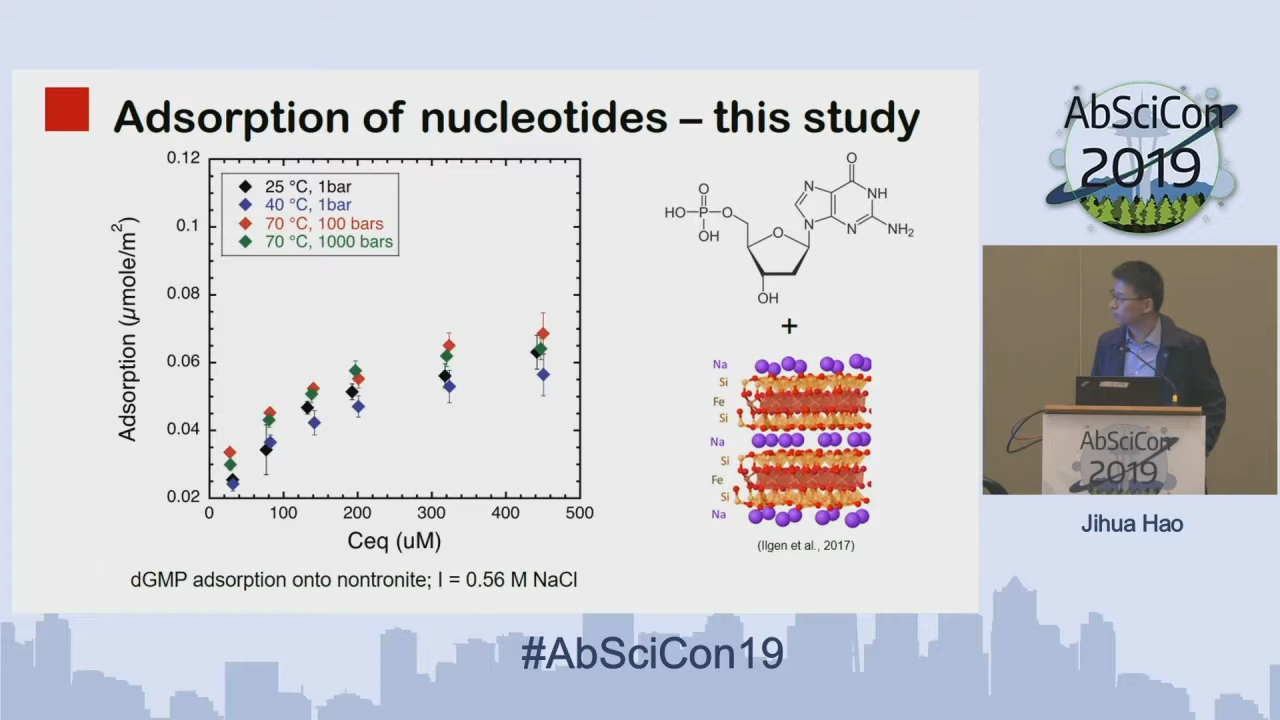 Adsorption of nucleotides – this study
0.12
0.1
0.08
0.06
0.04
0.02
Adsorption (µmole/m2)
25 °C, 1bar
40 °C, 1bar
70 °C, 100 bars
70 °C, 1000 bars
0 100 200 300 400 500
Ceq (uM)
dGMP adsorption onto nontronite; I = 0.56 M NaCl
O
O
N
NH
HO
P
O
N
N
NH2
OH
O
OH
+
Na
Si
Fe
Si
Na
Si
Fe
Si
Na
(Ilgen et al., 2017)
AbSciCon
2019
AbSciCon
2019
Jihua Hao
#AbSciCon19